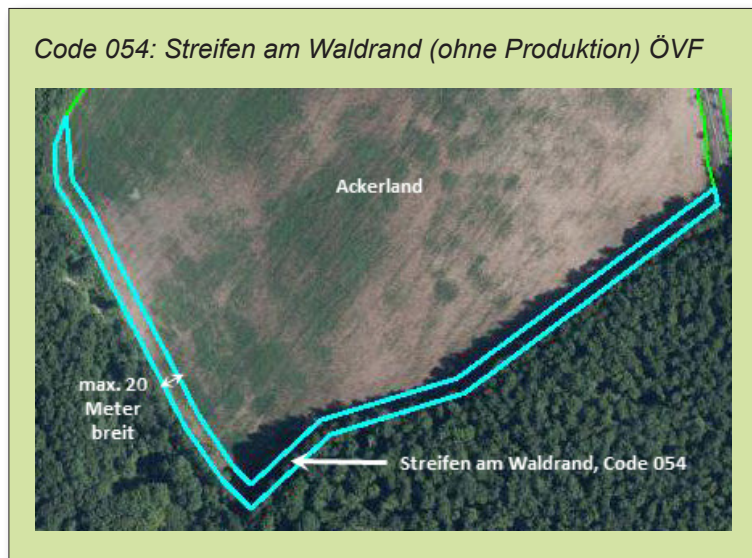 Code 054: Streifen am Waldrand (ohne Produktion) ÖVF
Ackerland
max. 20
Meter
breit
Streifen am Waldrand, Code 054